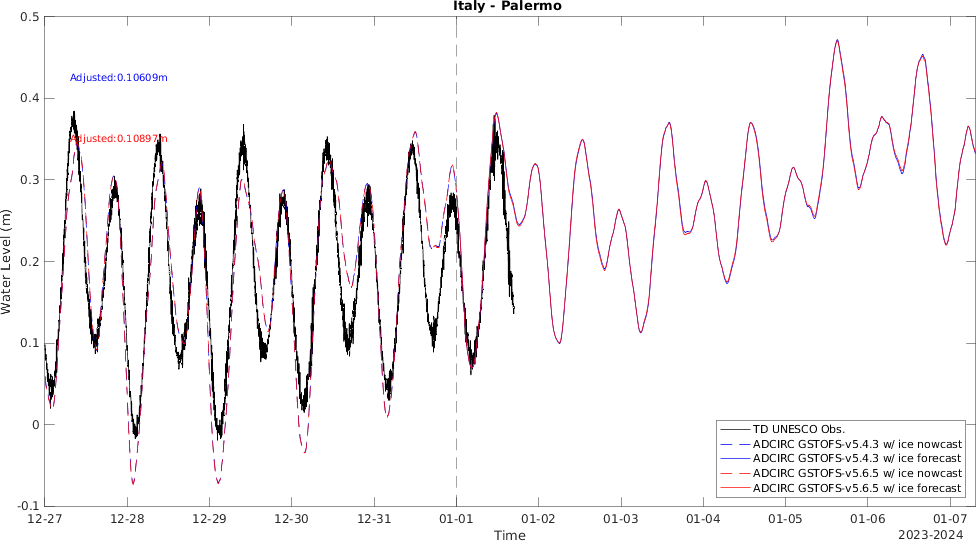 Italy - Palermo
0.5
0.4
0.3
0.2
0.1
0
-0.1
Water Level (m)
Adjusted:0.10609m
Adjusted:0.10897m
TD UNESCO Obs.
ADCIRC GSTOFS-v5.4.3 w/ ice nowcast
ADCIRC GSTOFS-v5.4.3 w/ ice forecast
ADCIRC GSTOFS-v5.6.5 w/ ice nowcast
ADCIRC GSTOFS-v5.6.5 w/ ice forecast
12-27 12-28 12-29 12-30 12-31 01-01 01-02 01-03 01-04 01-05 01-06 01-07
Time
2023-2024